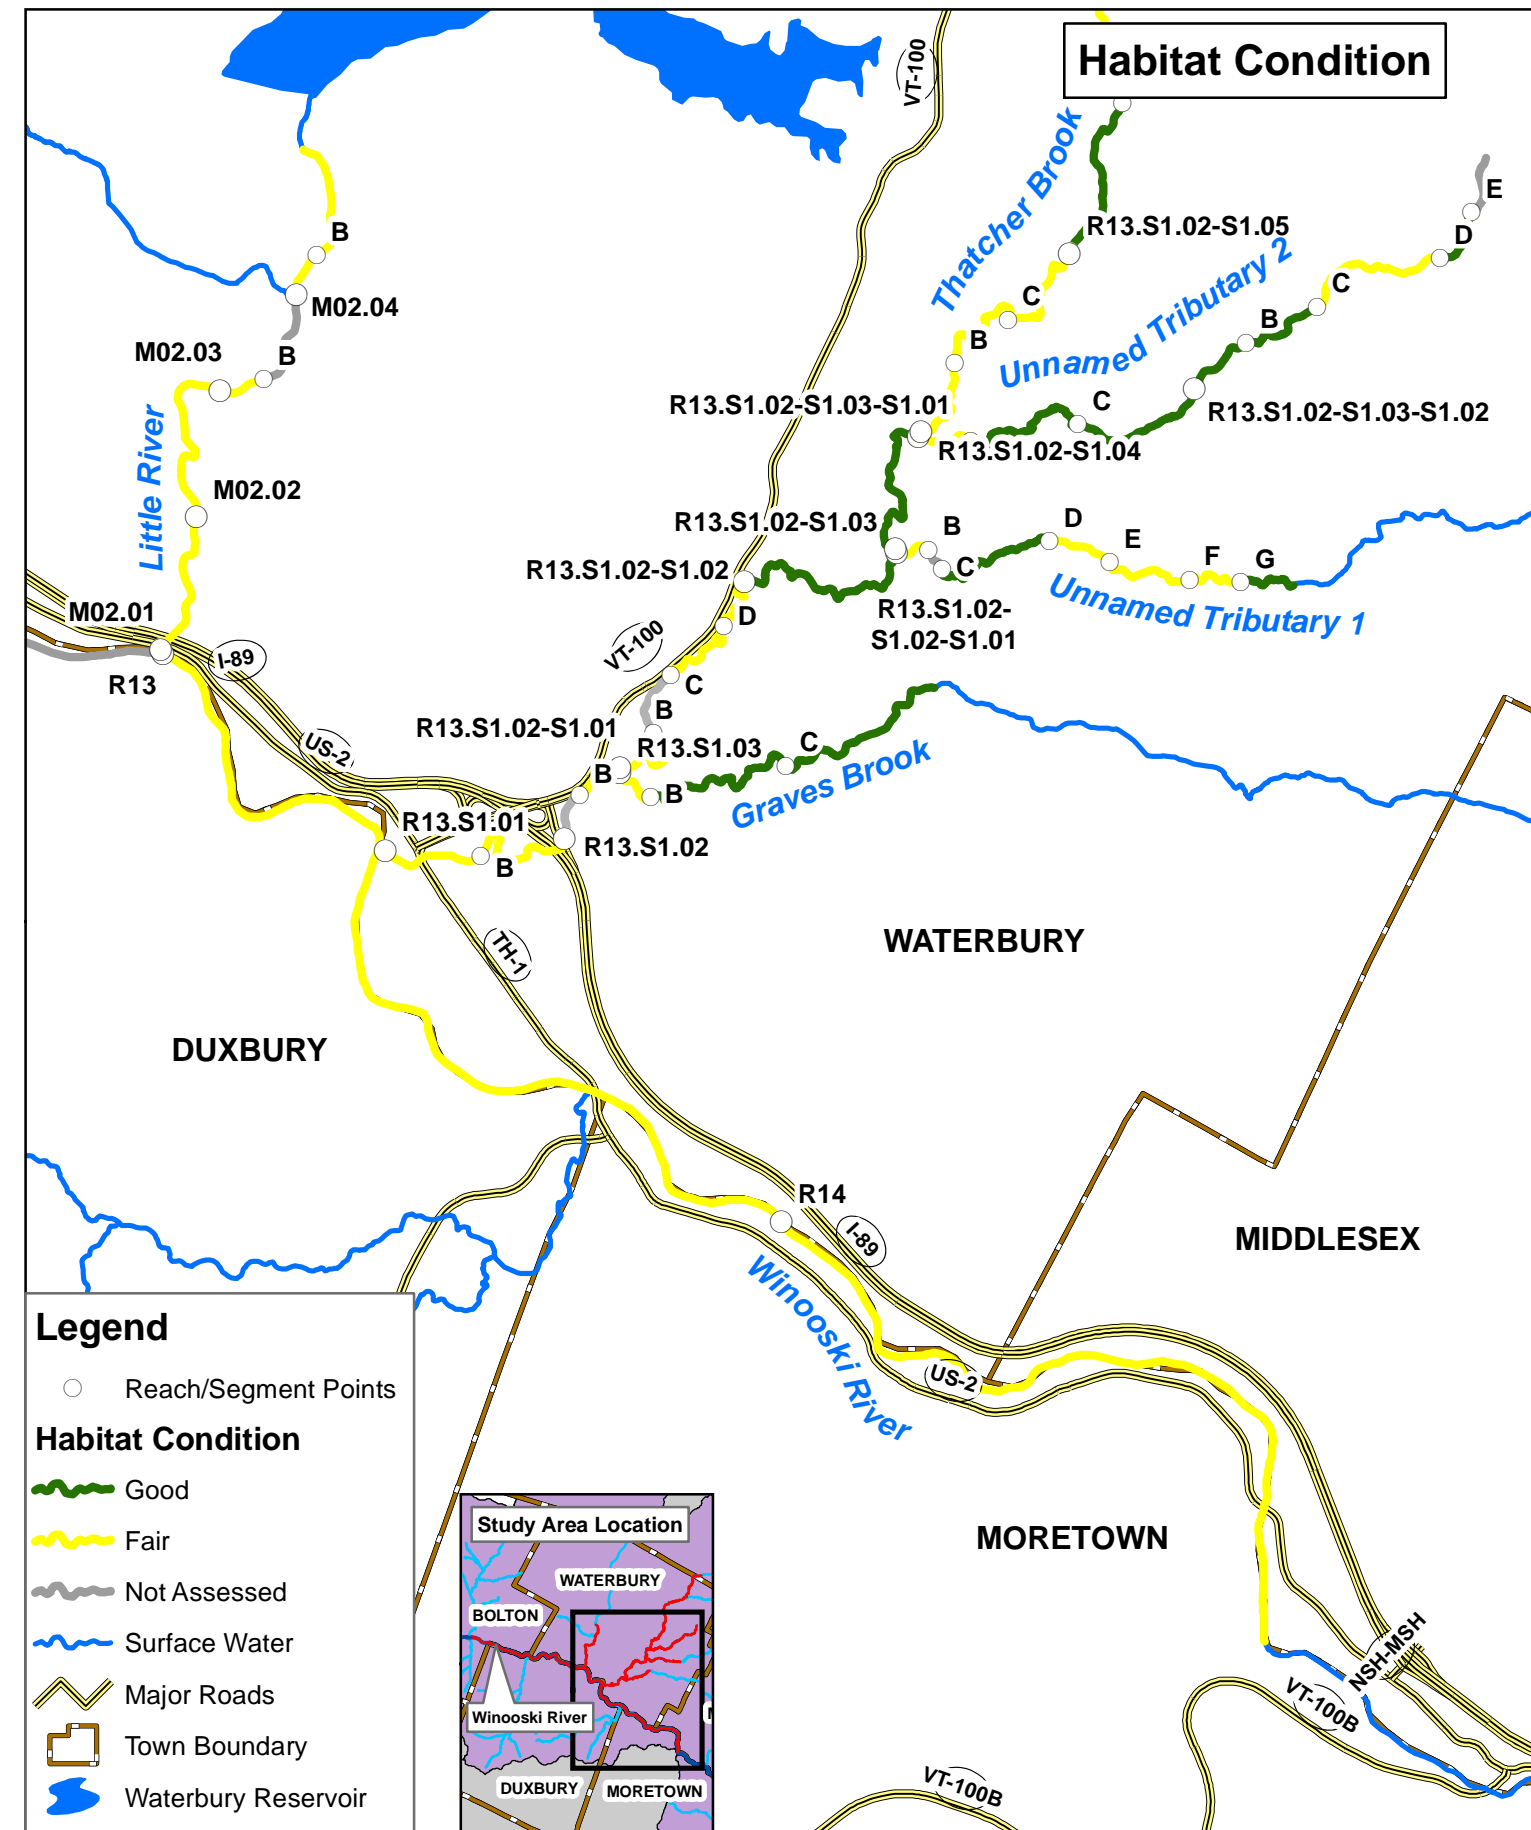 Habitat Condition
VT-100
Thatcher Brook
E
R13.S1.02-S1.05
D
B
Unnamed Tributary 2
C
C
M02.04
B
B
M02.03
B
R13.S1.02-S1.03-S1.01
C
R13.S1.02-S1.03-S1.02
Little River
R13.S1.02-S1.04
M02.02
R13.S1.02-S1.03
B
D
E
F
G
R13.S1.02-S1.02
C
M02.01
R13.S1.02-
S1.02-S1.01
Unnamed Tributary 1
D
VT-100
I-89
R13
C
B
R13.S1.02-S1.01
R13.S1.03
C
US-2
B
B
Graves Brook
R13.S1.01
R13.S1.02
B
WATERBURY
TH-1
DUXBURY
R14
I-89
MIDDLESEX
Winooski River
US-2
MORETOWN
NSH-MSH
VT-100B
VT-100B
Legend
Reach/Segment Points
Habitat Condition
Good
Fair
Not Assessed
Surface Water
Major Roads
Town Boundary
Waterbury Reservoir
Study Area Location
WATERBURY
BOLTON
Winooski River
DUXBURY
MORETOWN